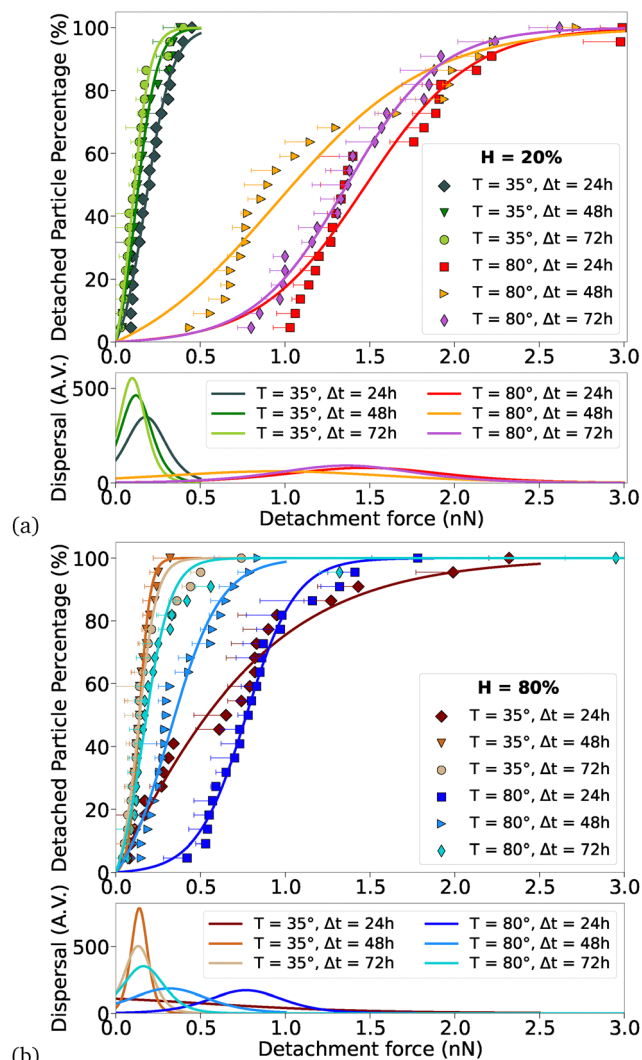 Detached Particle Percentage (%)
100
80
60
40
20
0
H = 20%
T = 35°, Δt = 24h
T = 35°, Δt = 48h
T = 35°, Δt = 72h
T = 80°, Δt = 24h
T = 80°, Δt = 48h
T = 80°, Δt = 72h
0.0 0.5 1.0 1.5 2.0 2.5 3.0
Dispersal (A.V.)
500
0
T = 35°, Δt = 24h T = 80°, Δt = 24h
T = 35°, Δt = 48h T = 80°, Δt = 48h
T = 35°, Δt = 72h T = 80°, Δt = 72h
0.0 0.5 1.0 1.5 2.0 2.5 3.0
Detachment force (nN)
(a)
Detached Particle Percentage (%)
100
80
60
40
20
0
H = 80%
T = 35°, Δt = 24h
T = 35°, Δt = 48h
T = 35°, Δt = 72h
T = 80°, Δt = 24h
T = 80°, Δt = 48h
T = 80°, Δt = 72h
0.0 0.5 1.0 1.5 2.0 2.5 3.0
Dispersal (A.V.)
500
0
T = 35°, Δt = 24h T = 80°, Δt = 24h
T = 35°, Δt = 48h T = 80°, Δt = 48h
T = 35°, Δt = 72h T = 80°, Δt = 72h
0.0 0.5 1.0 1.5 2.0 2.5 3.0
Detachment force (nN)
(b)